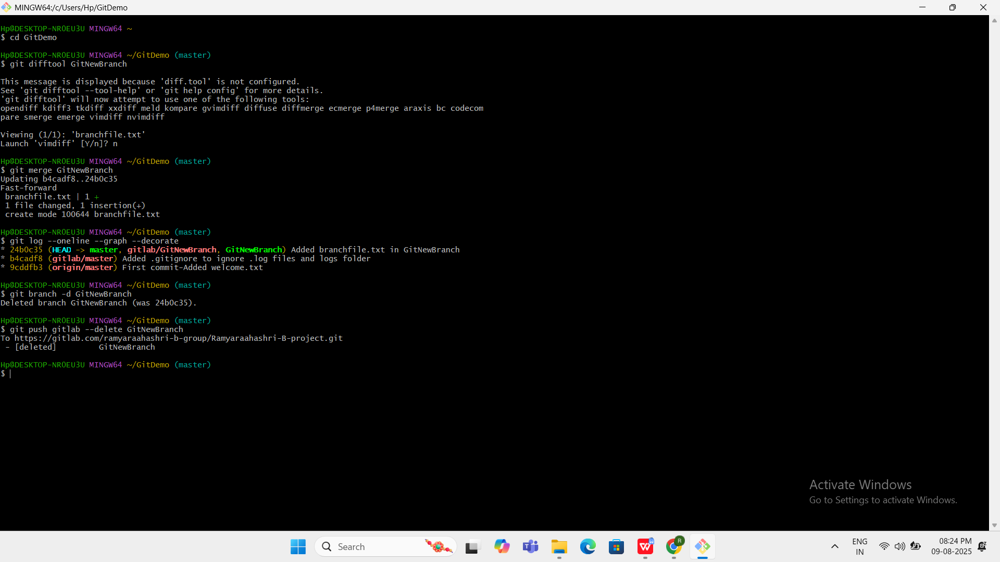 MINGW64:/c/Users/Hp/GitDemo
Hp@DESKTOP-NR0EU3U MINGW64 ~
$ cd GitDemo
Hp@DESKTOP-NR0EU3U MINGW64 ~/GitDemo (master)
$ git difftool GitNewBranch
This message is displayed because 'diff.tool' is not configured.
See 'git difftool --tool-help' or 'git help config' for more details.
'git difftool' will now attempt to use one of the following tools:
opendiff kdiff3 tkdiff xxdiff meld kompare gvimdiff diffuse diffmerge ecmerge p4merge araxis bc codecom
pare smerge emerge vimdiff nvimdiff
Viewing (1/1): 'branchfile.txt'
Launch 'vimdiff' [Y/n]? n
Hp@DESKTOP-NR0EU3U MINGW64 ~/GitDemo (master)
$ git merge GitNewBranch
Updating b4cadf8..24b0c35
Fast-forward
branchfile.txt | 1 +
1 file changed, 1 insertion(+)
create mode 100644 branchfile.txt
Hp@DESKTOP-NR0EU3U MINGW64 ~/GitDemo (master)
$ git log --oneline --graph --decorate
* 24b0c35 (HEAD -> master, gitlab/GitNewBranch, GitNewBranch) Added branchfile.txt in GitNewBranch
* b4cadf8 (gitlab/master) Added .gitignore to ignore .log files and logs folder
* 9cddfb3 (origin/master) First commit-Added welcome.txt
Hp@DESKTOP-NR0EU3U MINGW64 ~/GitDemo (master)
$ git branch -d GitNewBranch
Deleted branch GitNewBranch (was 24b0c35).
Hp@DESKTOP-NR0EU3U MINGW64 ~/GitDemo (master)
$ git push gitlab --delete GitNewBranch
To https://gitlab.com/ramyaraahashri-b-group/Ramyaraahashri-B-project.git
- [deleted] GitNewBranch
Hp@DESKTOP-NR0EU3U MINGW64 ~/GitDemo (master)
$
Activate Windows
Go to Settings to activate Windows.
Search
ENG
IN
08:24 PM
09-08-2025